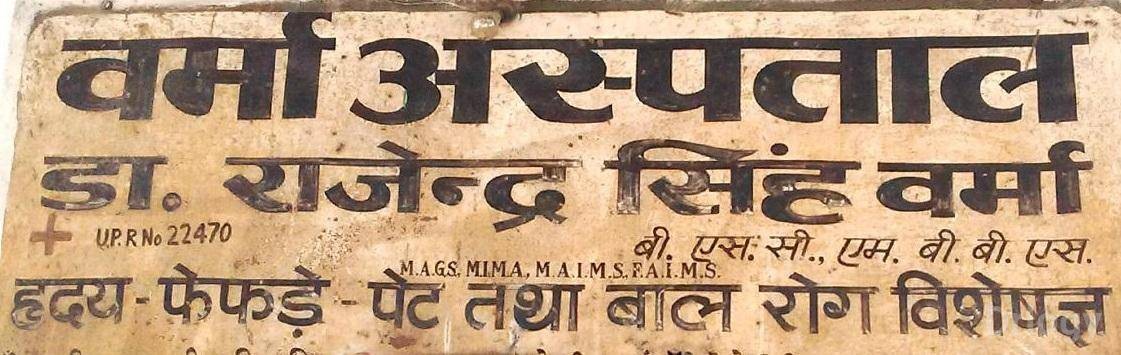 वर्मा अस्पताल
डा. राजेन्द्र सिंह वर्मा
U.P.R No 22470
बी. एस. सी., एम. बी. बी. एस.
M.A.G.S, M.I.M.A, M.A.I.M.S, F.A.I.M.S.
हृदय - फेफड़े - पेट तथा बाल रोग विशेषज्ञ